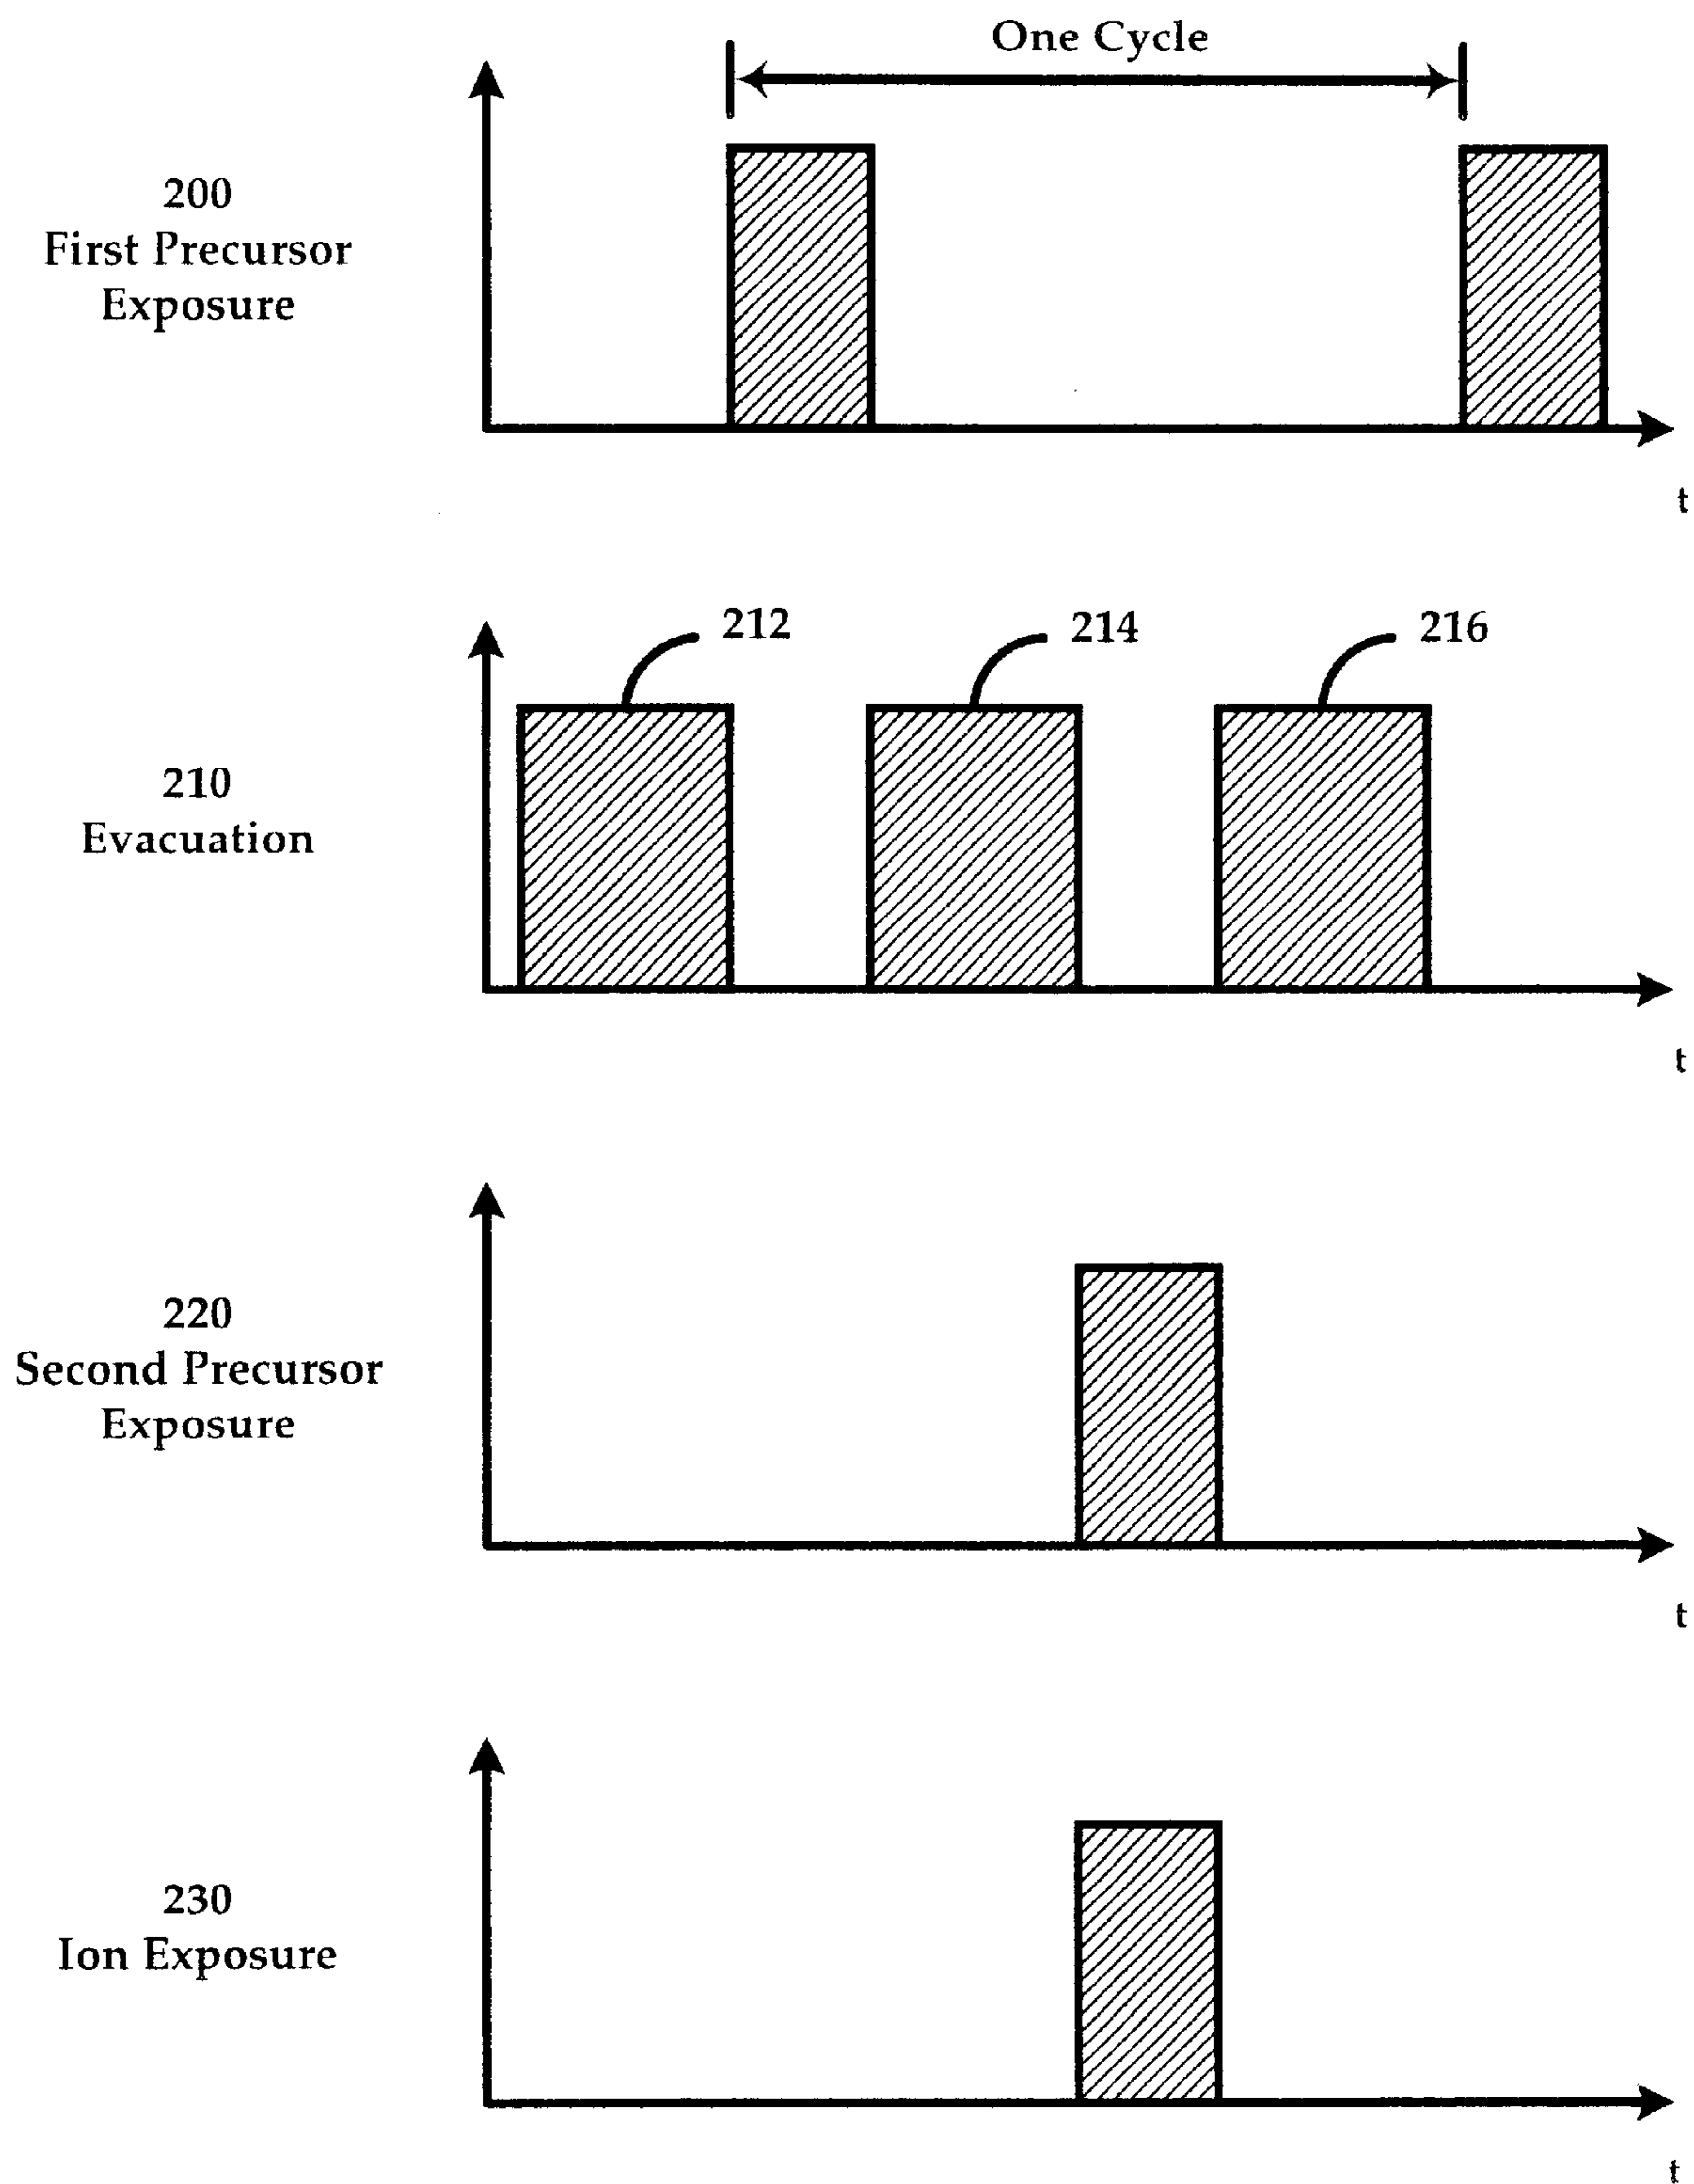 One Cycle
200
First Precursor
Exposure
t
212
214
216
210
Evacuation
t
220
Second Precursor
Exposure
t
230
Ion Exposure
t